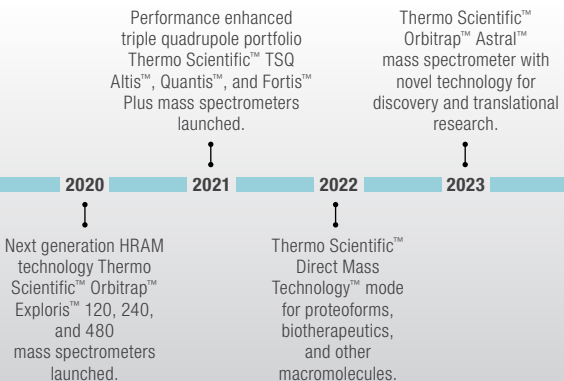 Performance enhanced
triple quadrupole portfolio
Thermo Scientific™ TSQ
Altis™, Quantis™, and Fortis™
Plus mass spectrometers
launched.
Thermo Scientific™
Orbitrap™ Astral™
mass spectrometer with
novel technology for
discovery and translational
research.
2020 2021 2022 2023
Next generation HRAM
technology Thermo
Scientific™ Orbitrap™
Exploris™ 120, 240,
and 480
mass spectrometers
launched.
Thermo Scientific™
Direct Mass
Technology™ mode
for proteoforms,
biotherapeutics,
and other
macromolecules.